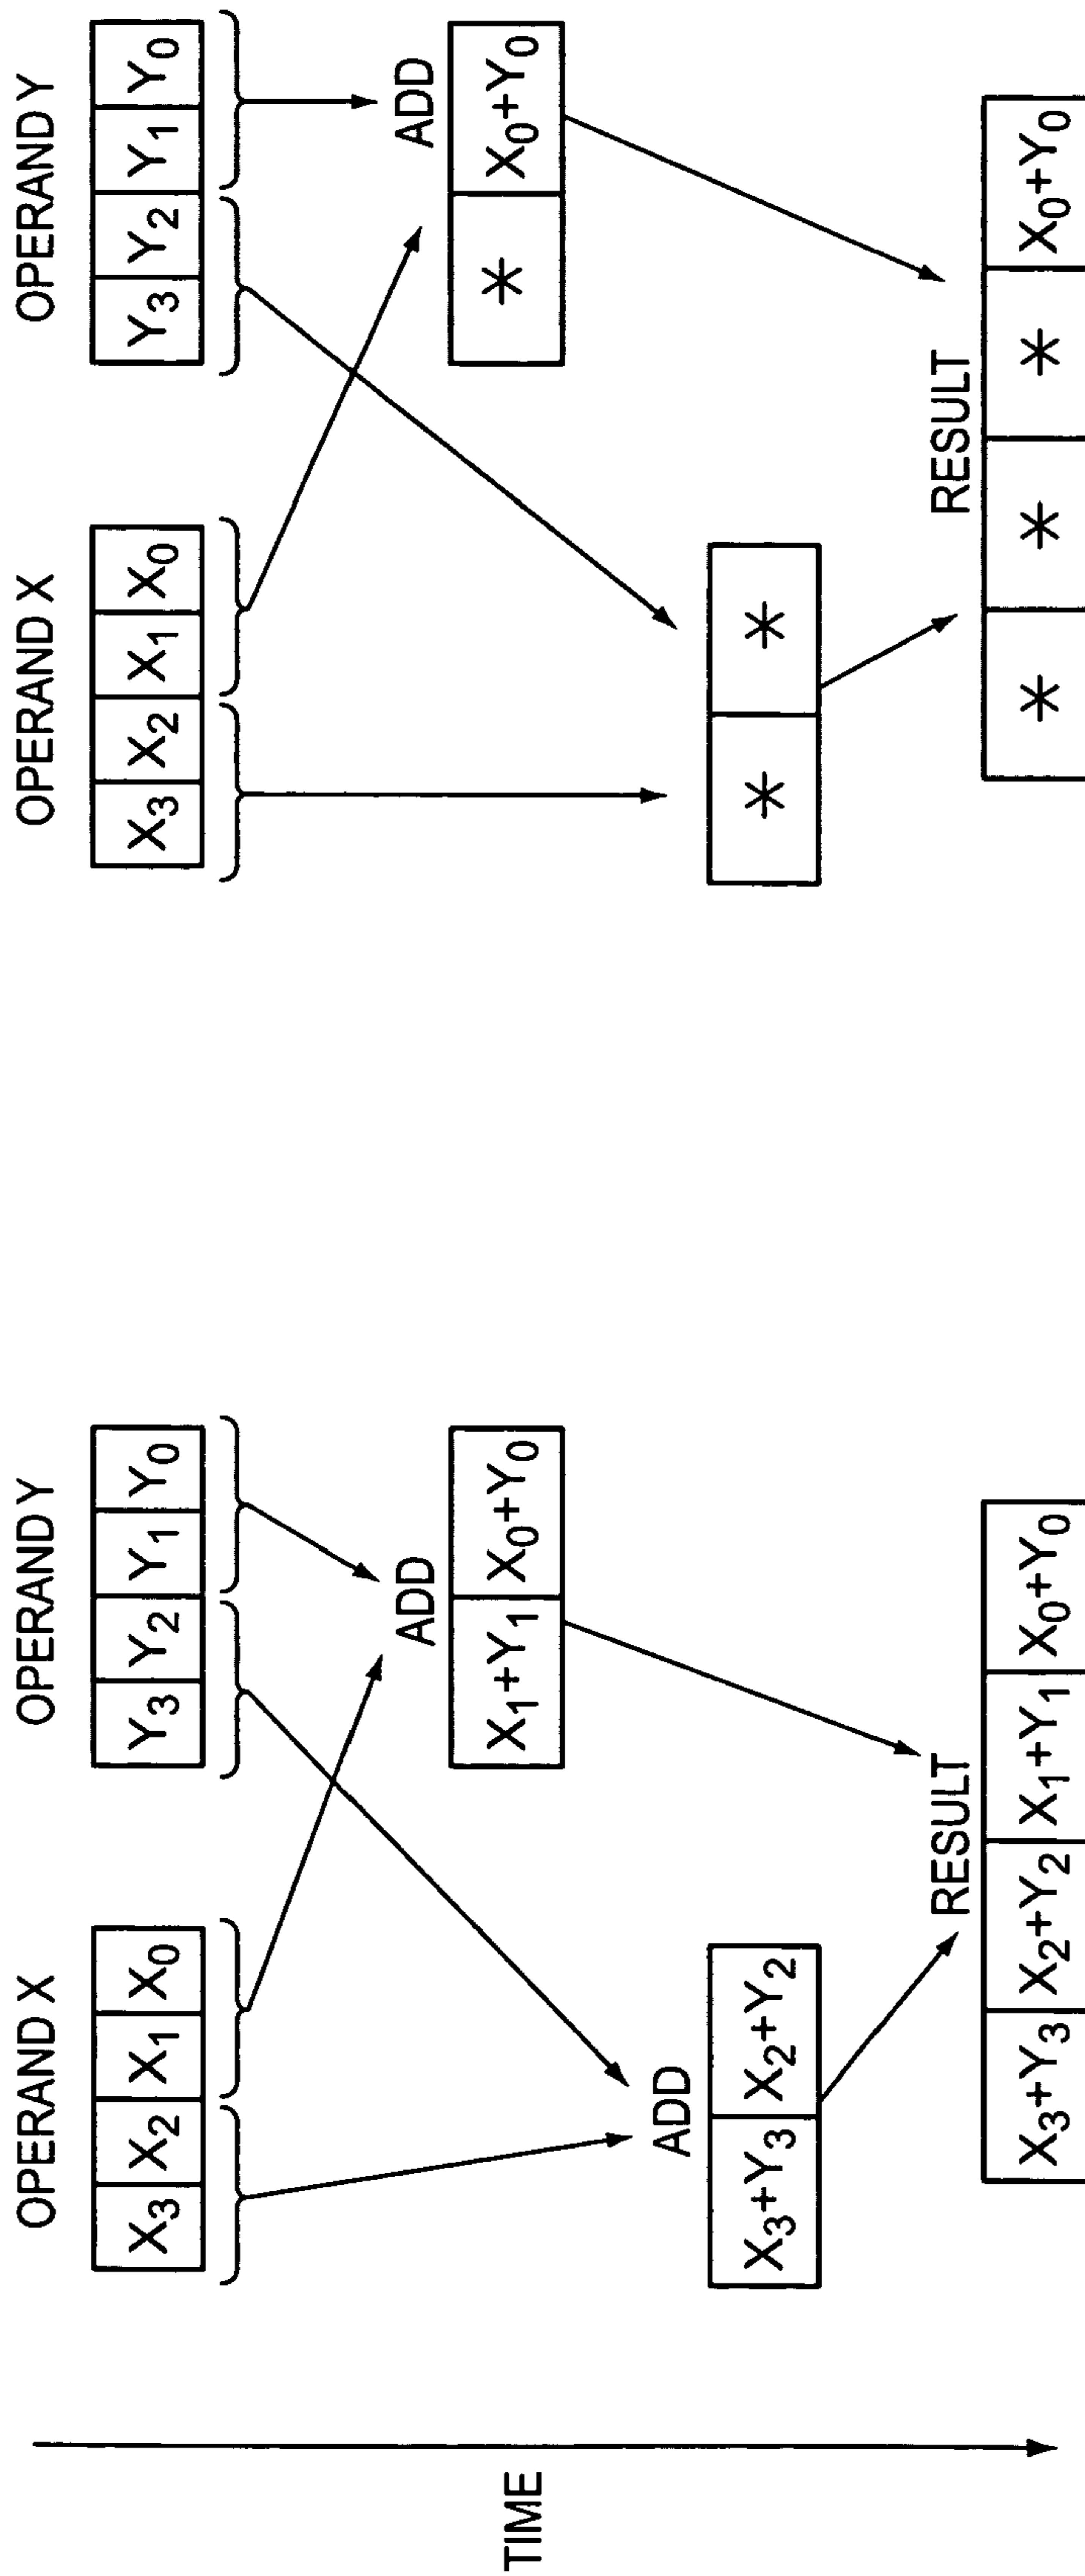 TIME
OPERAND X
X₃ X₂ X₁ X₀
OPERAND Y
Y₃ Y₂ Y₁ Y₀
ADD
X₁+Y₁ X₀+Y₀
ADD
X₃+Y₃ X₂+Y₂
RESULT
X₃+Y₃ X₂+Y₂ X₁+Y₁ X₀+Y₀
OPERAND X
X₃ X₂ X₁ X₀
OPERAND Y
Y₃ Y₂ Y₁ Y₀
ADD
* X₀+Y₀
* *
RESULT
* * * X₀+Y₀